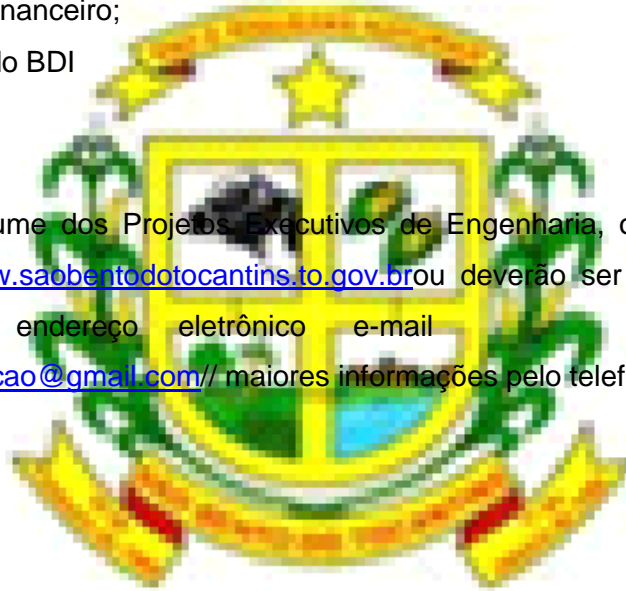 nanceiro;
lo BDI
ume dos Projetos Executivos de Engenharia, c
w.saobentodotocantins.to.gov.brou deverão ser
endereço eletrônico e-mail
cao@gmail.com// maiores informações pelo telef